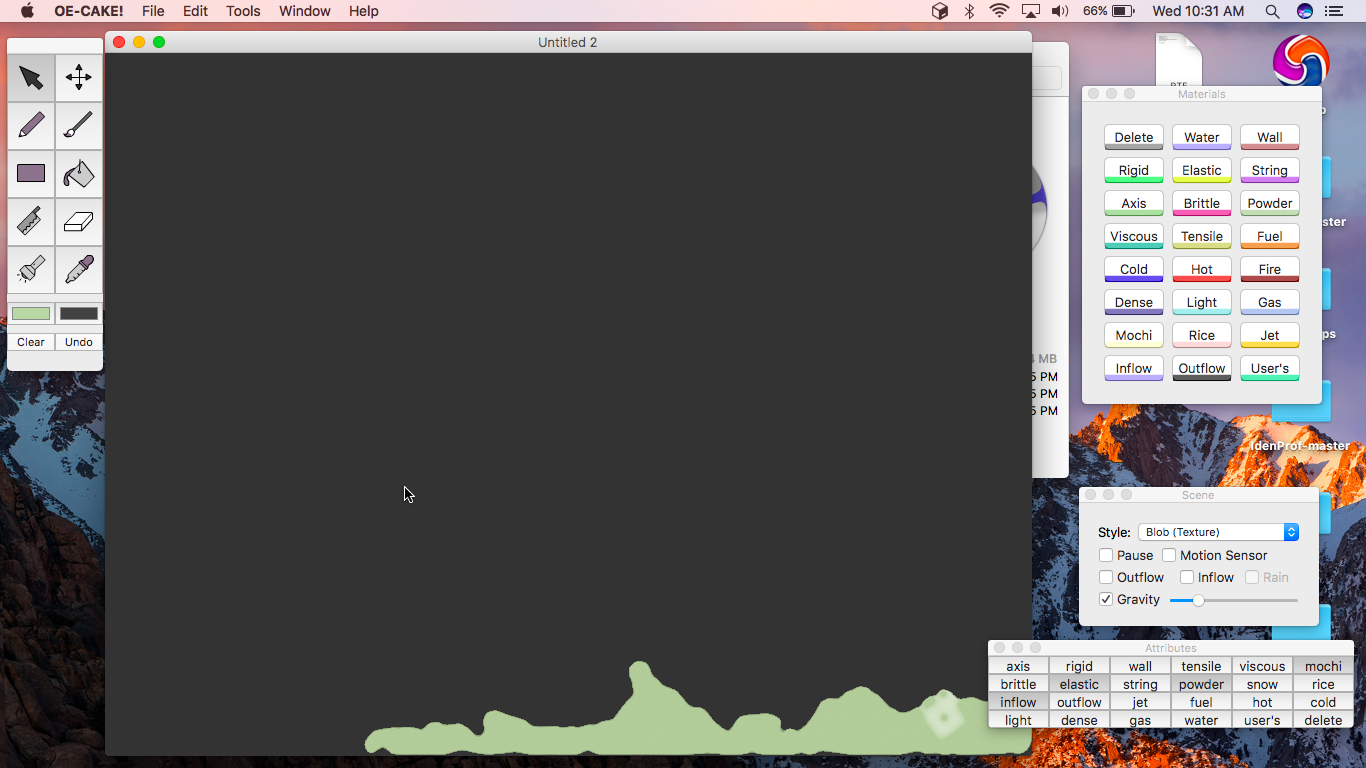 OE-CAKE! File Edit Tools Window Help 66% Wed 10:31 AM
Untitled 2
Clear Undo
Materials
Delete Water Wall
Rigid Elastic String
Axis Brittle Powder
Viscous Tensile Fuel
Cold Hot Fire
Dense Light Gas
Mochi Rice Jet
Inflow Outflow User's
MB
5 PM
5 PM
5 PM
ster
ps
IdenProf-master
Scene
Style: Blob (Texture)
Pause Motion Sensor
Outflow Inflow Rain
Gravity
Attributes
axis rigid wall tensile viscous mochi
brittle elastic string powder snow rice
inflow outflow jet fuel hot cold
light dense gas water user's delete